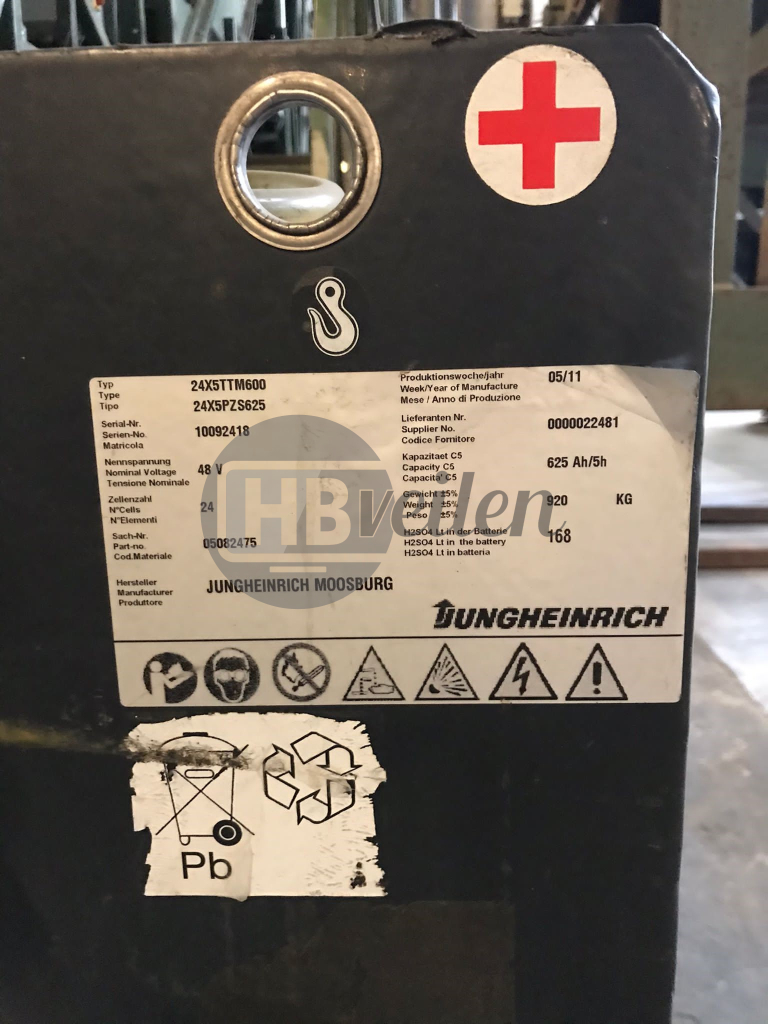 Typ
Type
Tipo
24X5TTM600
24X5PZS625
Serial-Nr.
Serien-No.
Matricola
10092418
Nennspannung
Nominal Voltage
Tensione Nominale
48 V
Zellenzahl
N°Cells
N°Elementi
24
Sach-Nr.
Part-no.
Cod.Materiale
05082475
Hersteller
Manufacturer
Produttore
JUNGHEINRICH MOOSBURG
Produktionswoche/jahr
Week/Year of Manufacture
Mese / Anno di Produzione
05/11
Lieferanten Nr.
Supplier No.
Codice Fornitore
0000022481
Kapazitaet C5
Capacity C5
Capacita' C5
625 Ah/5h
Gewicht ±5%
Weight ±5%
Peso ±5%
920 KG
H2SO4 Lt in der Batterie
H2SO4 Lt in the battery
H2SO4 Lt in batteria
168
JUNGHEINRICH
HBveilen
Pb